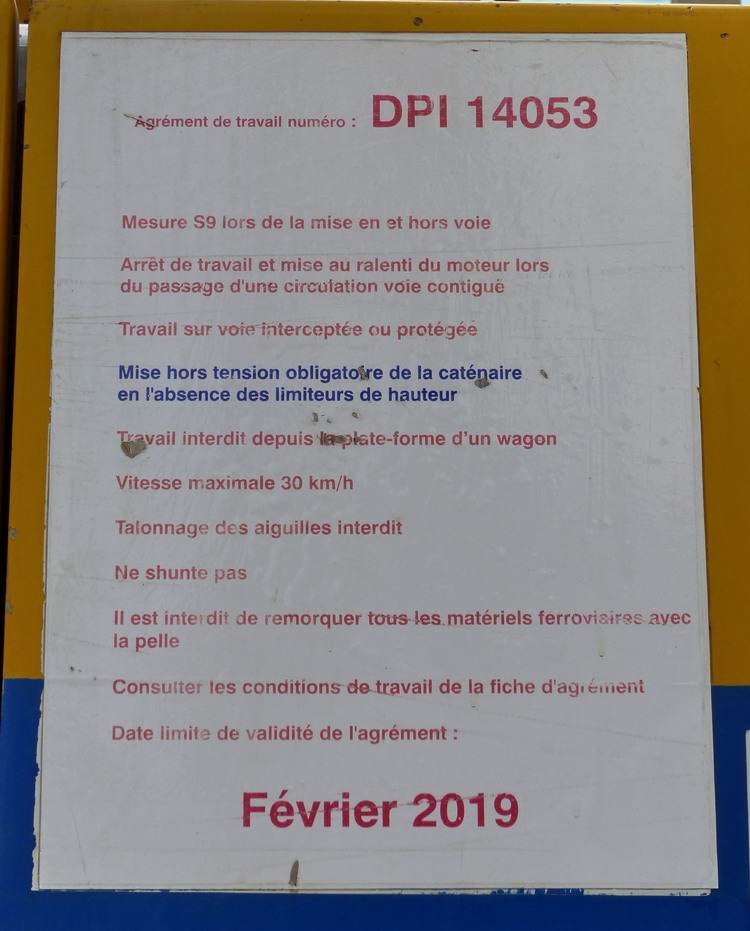 Agrément de travail numéro : DPI 14053
Mesure S9 lors de la mise en et hors voie
Arrêt de travail et mise au ralenti du moteur lors
du passage d'une circulation voie contiguë
Travail sur voie interceptée ou protégée
Mise hors tension obligatoire de la caténaire
en l'absence des limiteurs de hauteur
Travail interdit depuis la plate-forme d'un wagon
Vitesse maximale 30 km/h
Talonnage des aiguilles interdit
Ne shunte pas
Il est interdit de remorquer tous les matériels ferroviaires avec
la pelle
Consulter les conditions de travail de la fiche d'agrément
Date limite de validité de l'agrément :
Février 2019